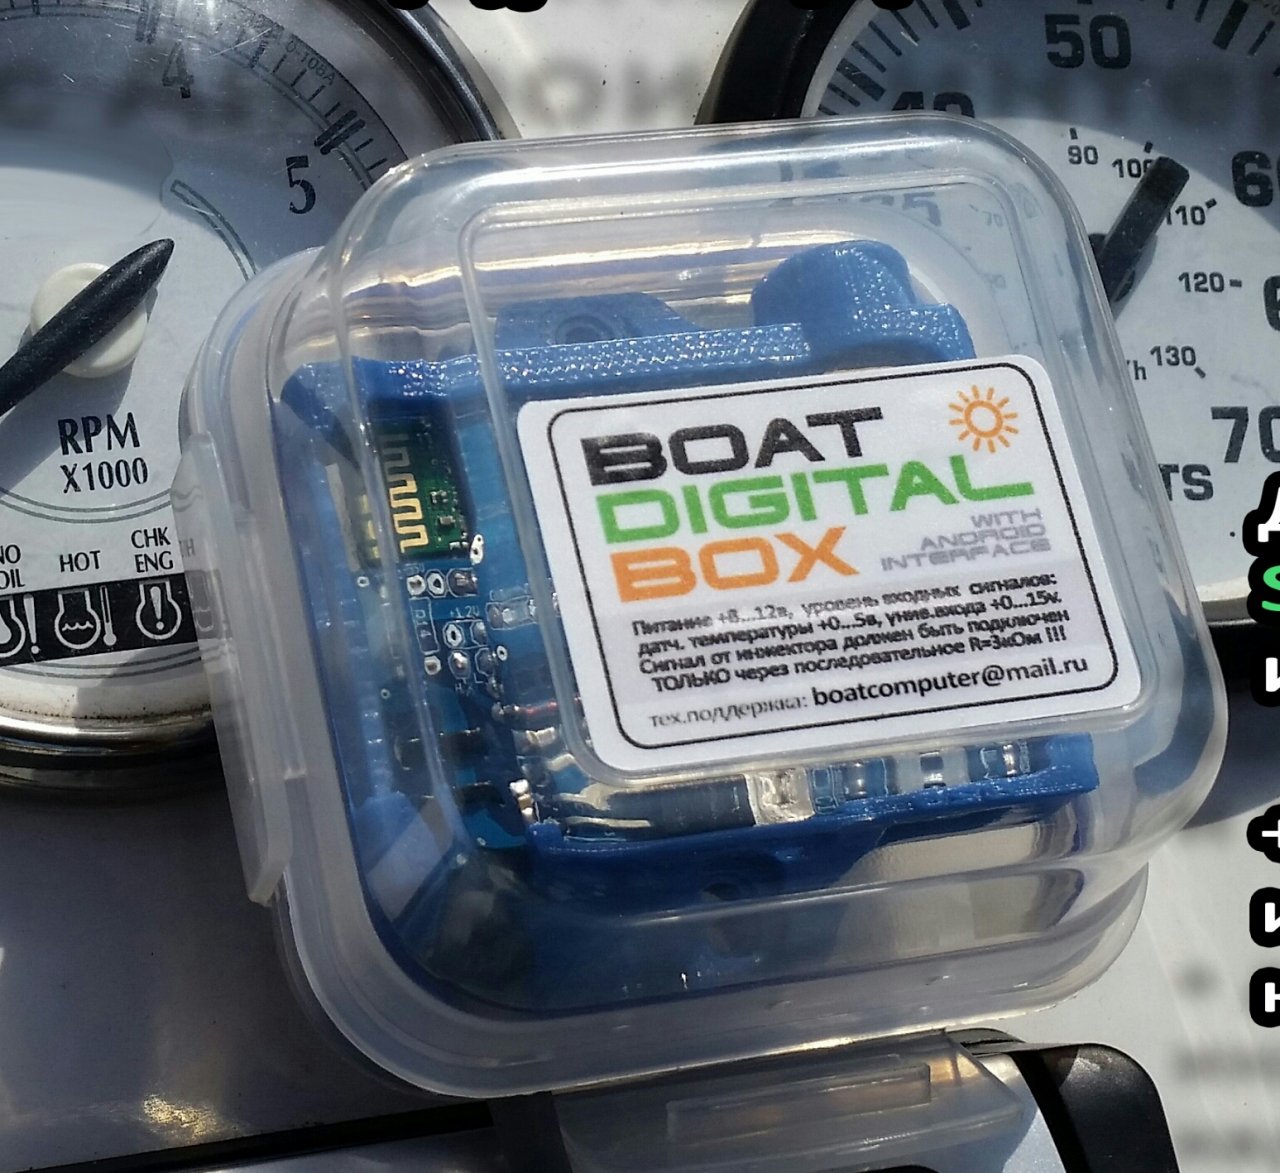 4
5
RPM
X1000
HOT
CHK
ENG
50
40
90
100
110
120
130
70
TS
BOAT
DIGITAL
BOX
WITH
ANDROID
INTERFACE
Питание +8...12в, уровень входных сигналов:
датч. температуры +0...5в, унив.входа +0...15v.
Сигнал от инжектора должен быть подключен
ТОЛЬКО через последовательное R=3кОм !!!
тех.поддержка: boatcomputer@mail.ru